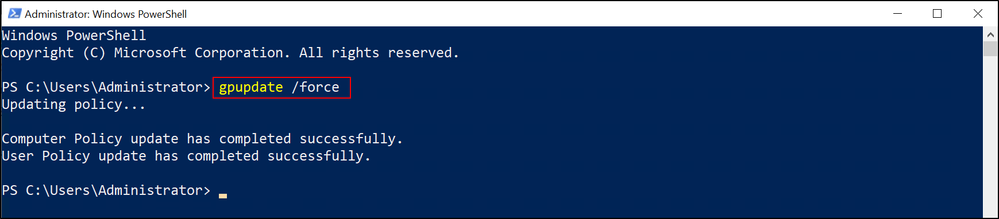 Administrator: Windows PowerShell
Windows PowerShell
Copyright (C) Microsoft Corporation. All rights reserved.
PS C:\Users\Administrator> gpupdate /force
Updating policy...
Computer Policy update has completed successfully.
User Policy update has completed successfully.
PS C:\Users\Administrator>